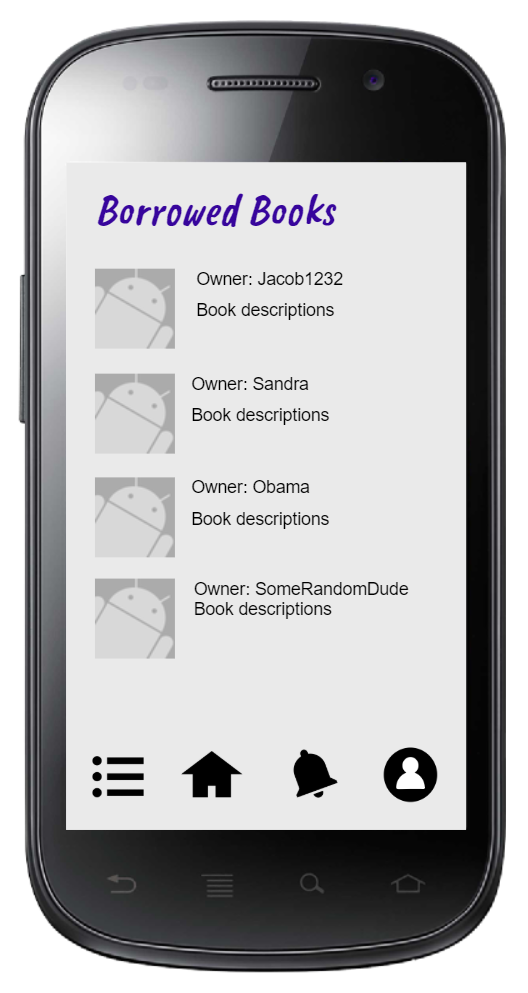 Borrowed Books
Owner: Jacob1232
Book descriptions
Owner: Sandra
Book descriptions
Owner: Obama
Book descriptions
Owner: SomeRandomDude
Book descriptions